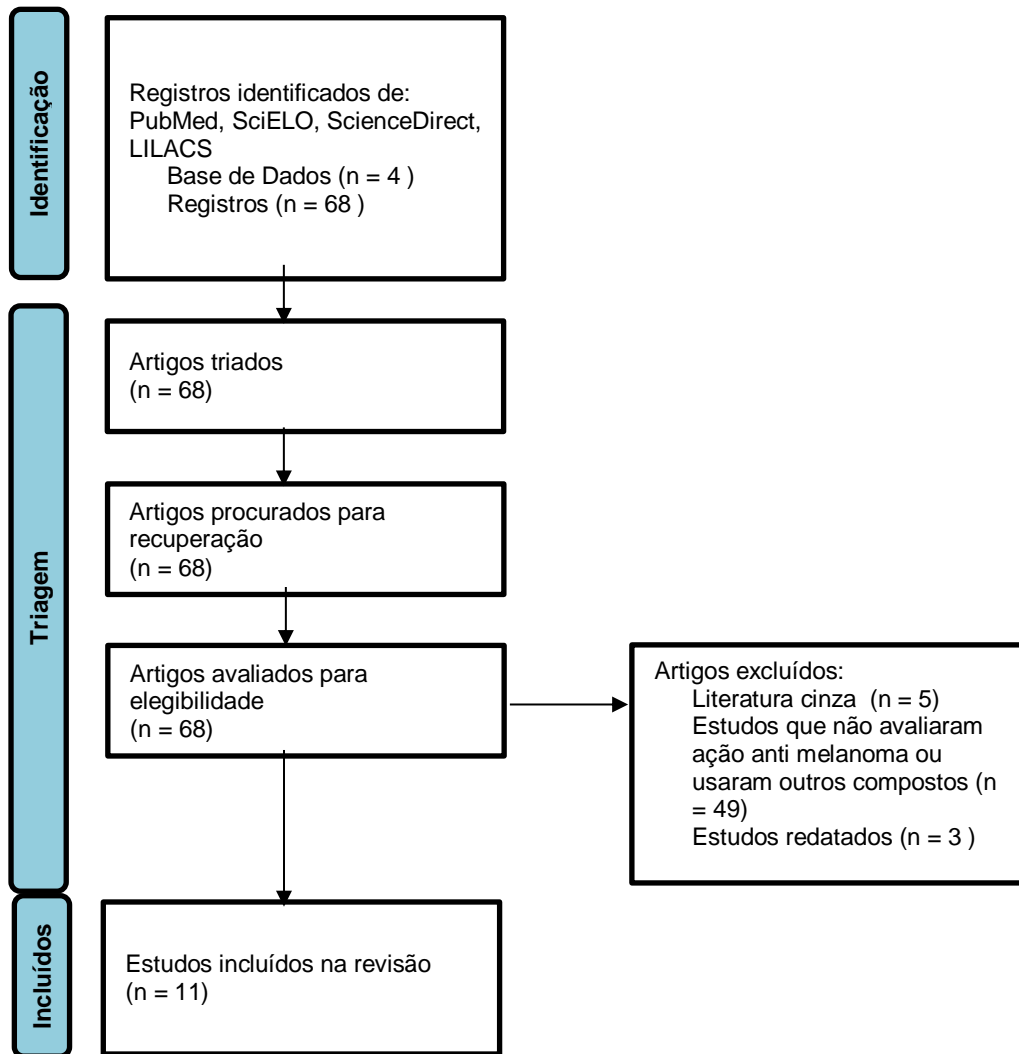 Identificação
Registros identificados de:
PubMed, SciELO, ScienceDirect,
LILACS
Base de Dados (n = 4 )
Registros (n = 68 )
Triagem
Artigos triados
(n = 68)
Artigos procurados para
recuperação
(n = 68)
Artigos avaliados para
elegibilidade
(n = 68)
Artigos excluídos:
Literatura cinza  (n = 5)
Estudos que não avaliaram
ação anti melanoma ou
usaram outros compostos (n
= 49)
Estudos redatados (n = 3 )
Incluídos
Estudos incluídos na revisão
(n = 11)